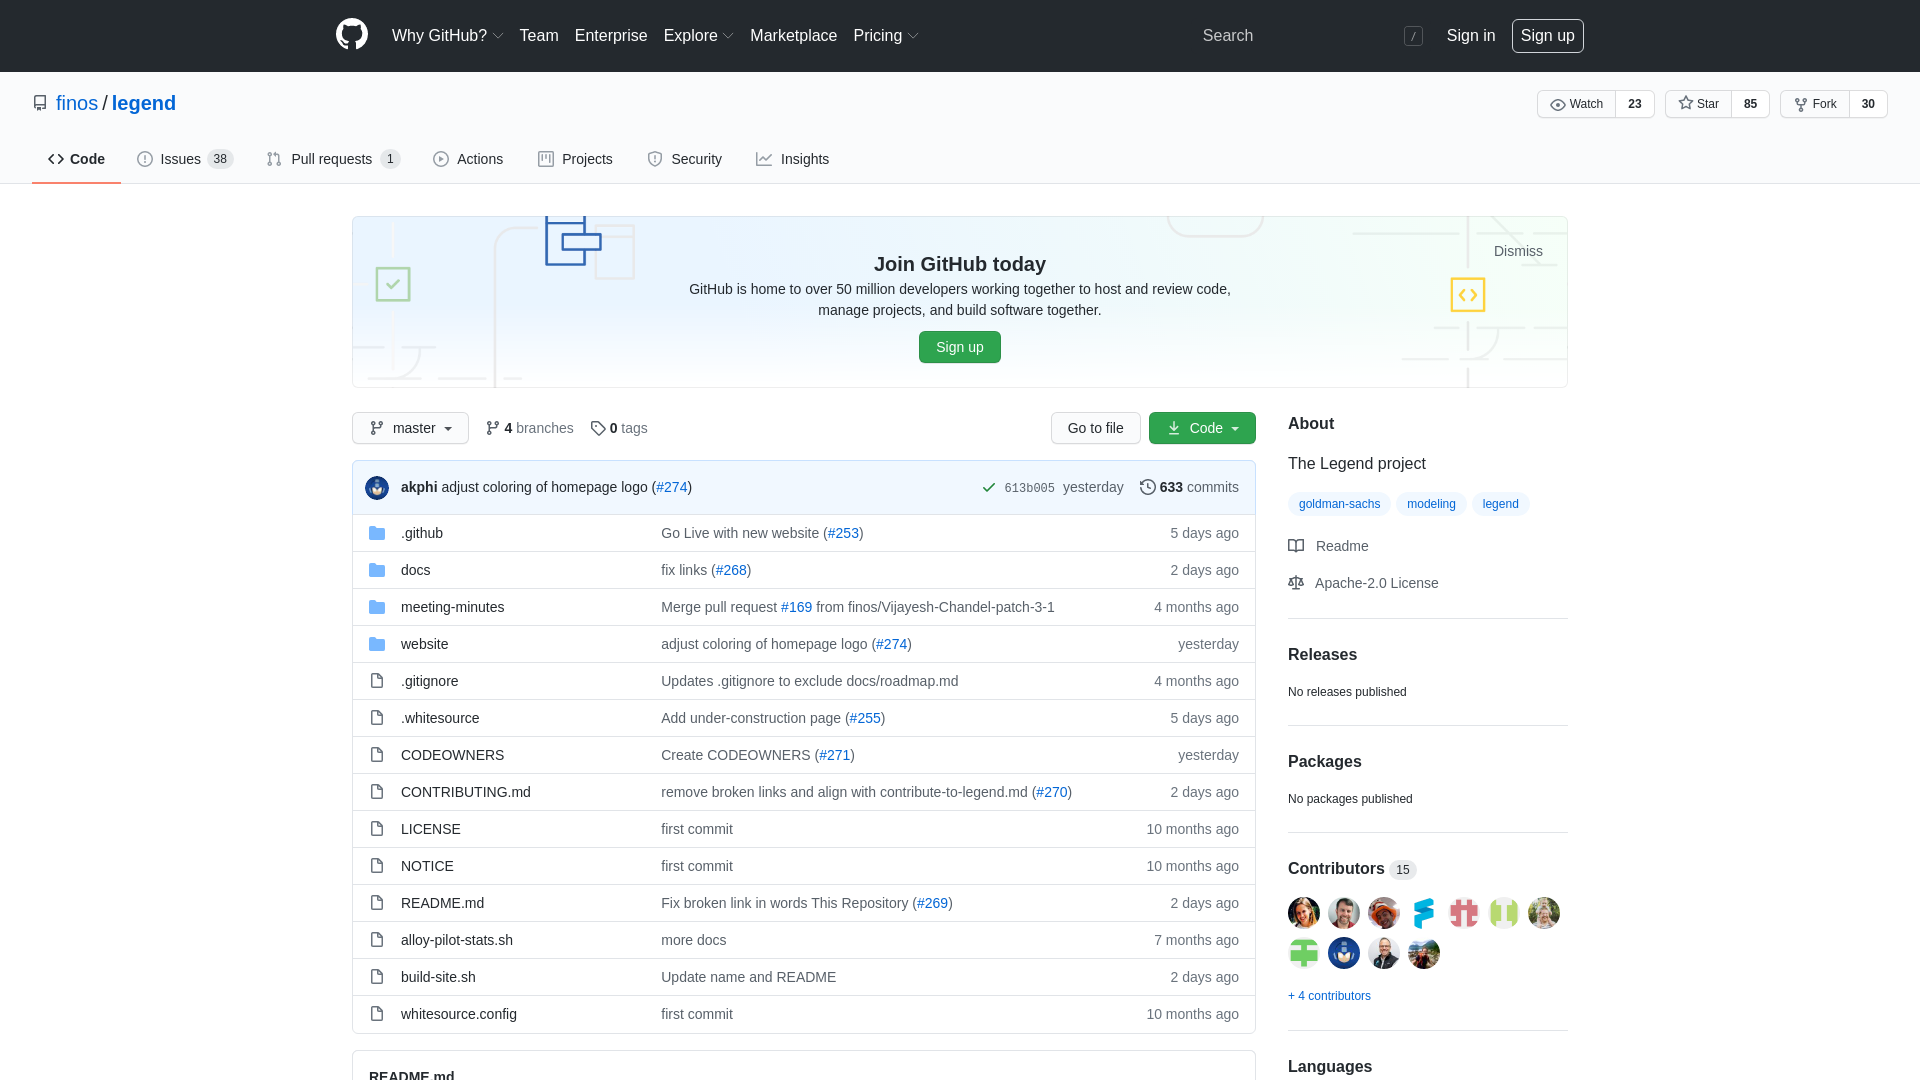 Why GitHub? Team Enterprise Explore Marketplace Pricing Search / Sign in Sign up
finos / legend Watch 23 Star 85 Fork 30
Code Issues 38 Pull requests 1 Actions Projects Security Insights
Dismiss
Join GitHub today
GitHub is home to over 50 million developers working together to host and review code,
manage projects, and build software together.
Sign up
master 4 branches 0 tags Go to file Code
akphi adjust coloring of homepage logo (#274) 613b005 yesterday 633 commits
.github Go Live with new website (#253) 5 days ago
docs fix links (#268) 2 days ago
meeting-minutes Merge pull request #169 from finos/Vijayesh-Chandel-patch-3-1 4 months ago
website adjust coloring of homepage logo (#274) yesterday
.gitignore Updates .gitignore to exclude docs/roadmap.md 4 months ago
.whitesource Add under-construction page (#255) 5 days ago
CODEOWNERS Create CODEOWNERS (#271) yesterday
CONTRIBUTING.md remove broken links and align with contribute-to-legend.md (#270) 2 days ago
LICENSE first commit 10 months ago
NOTICE first commit 10 months ago
README.md Fix broken link in words This Repository (#269) 2 days ago
alloy-pilot-stats.sh more docs 7 months ago
build-site.sh Update name and README 2 days ago
whitesource.config first commit 10 months ago
README.md
About
The Legend project
goldman-sachs modeling legend
Readme
Apache-2.0 License
Releases
No releases published
Packages
No packages published
Contributors 15
+ 4 contributors
Languages